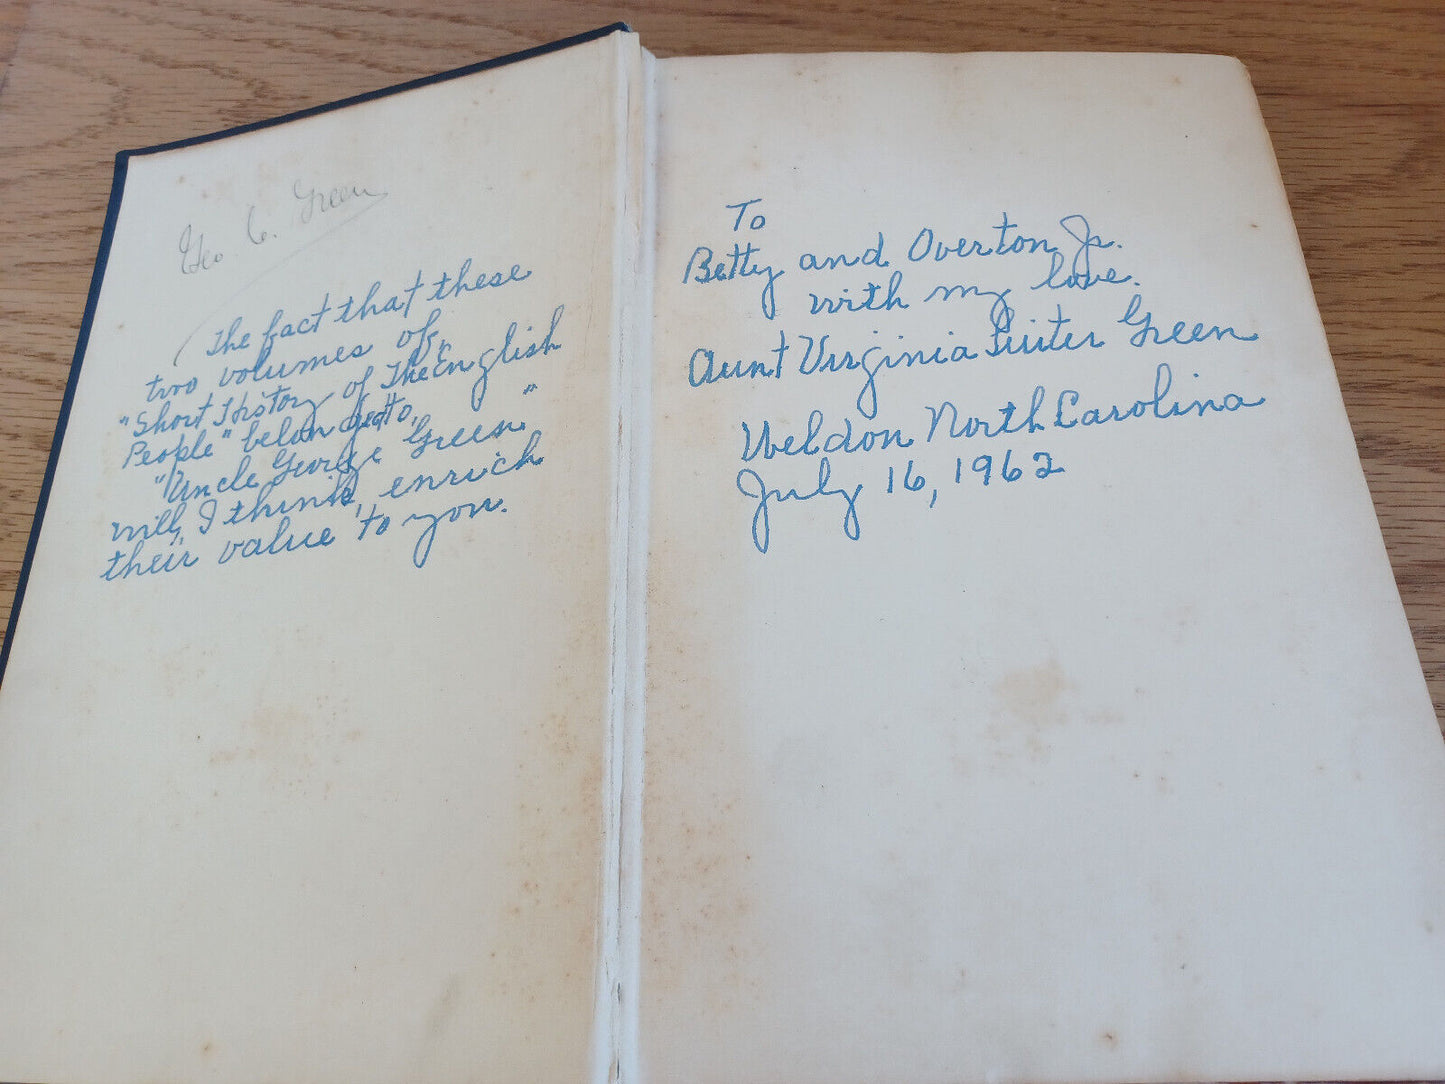 Geo. C. Green
The fact that these
two volumes of,
"Short History of The English
People" belonged to,
"Uncle George Green"
will, I think, enrich
their value to you.
To
Betty and Overton Jr.
with my love.
Aunt Virginia Suiter Green
Weldon North Carolina
July 16, 1962